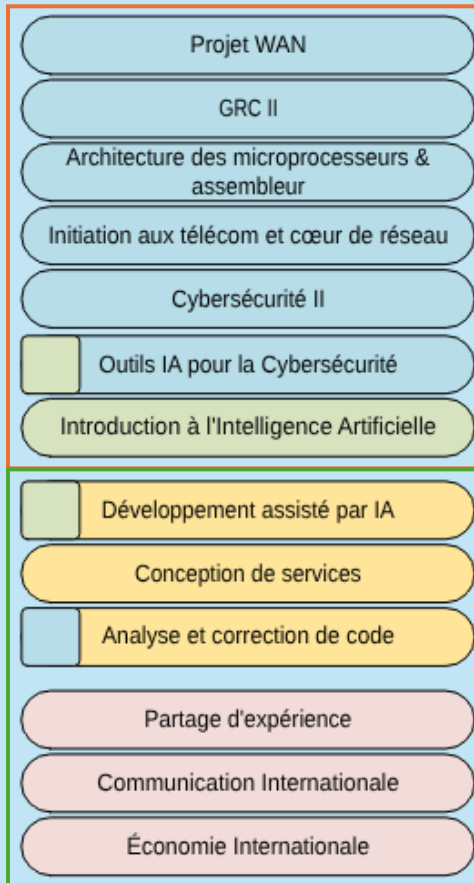 Projet WAN
GRC II
Architecture des microprocesseurs &
assembleur
Initiation aux télécom et cœur de réseau
Cybersécurité II
Outils IA pour la Cybersécurité
Introduction à l'Intelligence Artificielle
Développement assisté par IA
Conception de services
Analyse et correction de code
Partage d'expérience
Communication Internationale
Économie Internationale